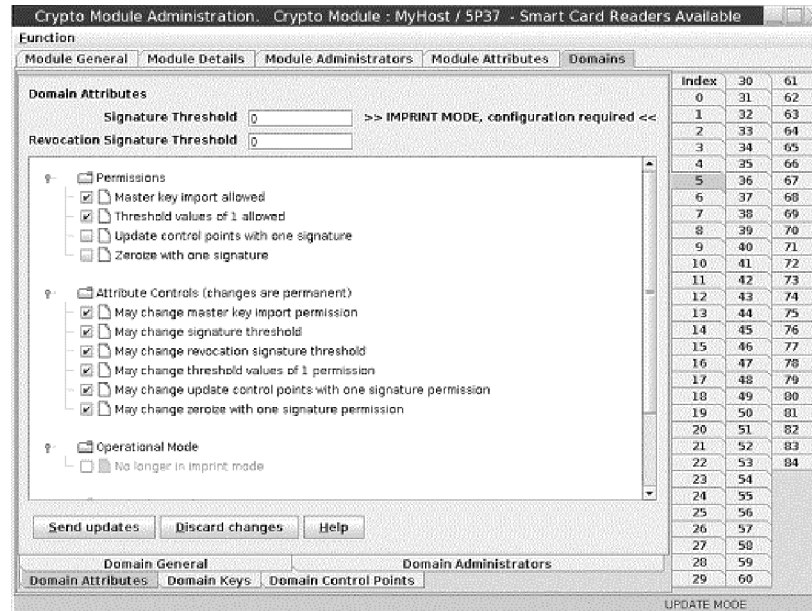 Crypto Module Administration. Crypto Module : MyHost / 5P37 - Smart Card Readers Available
Function
Module General Module Details Module Administrators Module Attributes Domains
Domain Attributes
Signature Threshold 0 >> IMPRINT MODE, configuration required <<
Revocation Signature Threshold 0
Permissions
Master key import allowed
Threshold values of 1 allowed
Update control points with one signature
Zeroize with one signature
Attribute Controls (changes are permanent)
May change master key import permission
May change signature threshold
May change revocation signature threshold
May change threshold values of 1 permission
May change update control points with one signature permission
May change zeroize with one signature permission
Operational Mode
No longer in imprint mode
Send updates Discard changes Help
Domain General Domain Administrators
Domain Attributes Domain Keys Domain Control Points
Index 30 61
0 31 62
1 32 63
2 33 64
3 34 65
4 35 66
5 36 67
6 37 68
7 38 69
8 39 70
9 40 71
10 41 72
11 42 73
12 43 74
13 44 75
14 45 76
15 46 77
16 47 78
17 48 79
18 49 80
19 50 81
20 51 82
21 52 83
22 53 84
23 54
24 55
25 56
26 57
27 58
28 59
29 60
UPDATE MODE